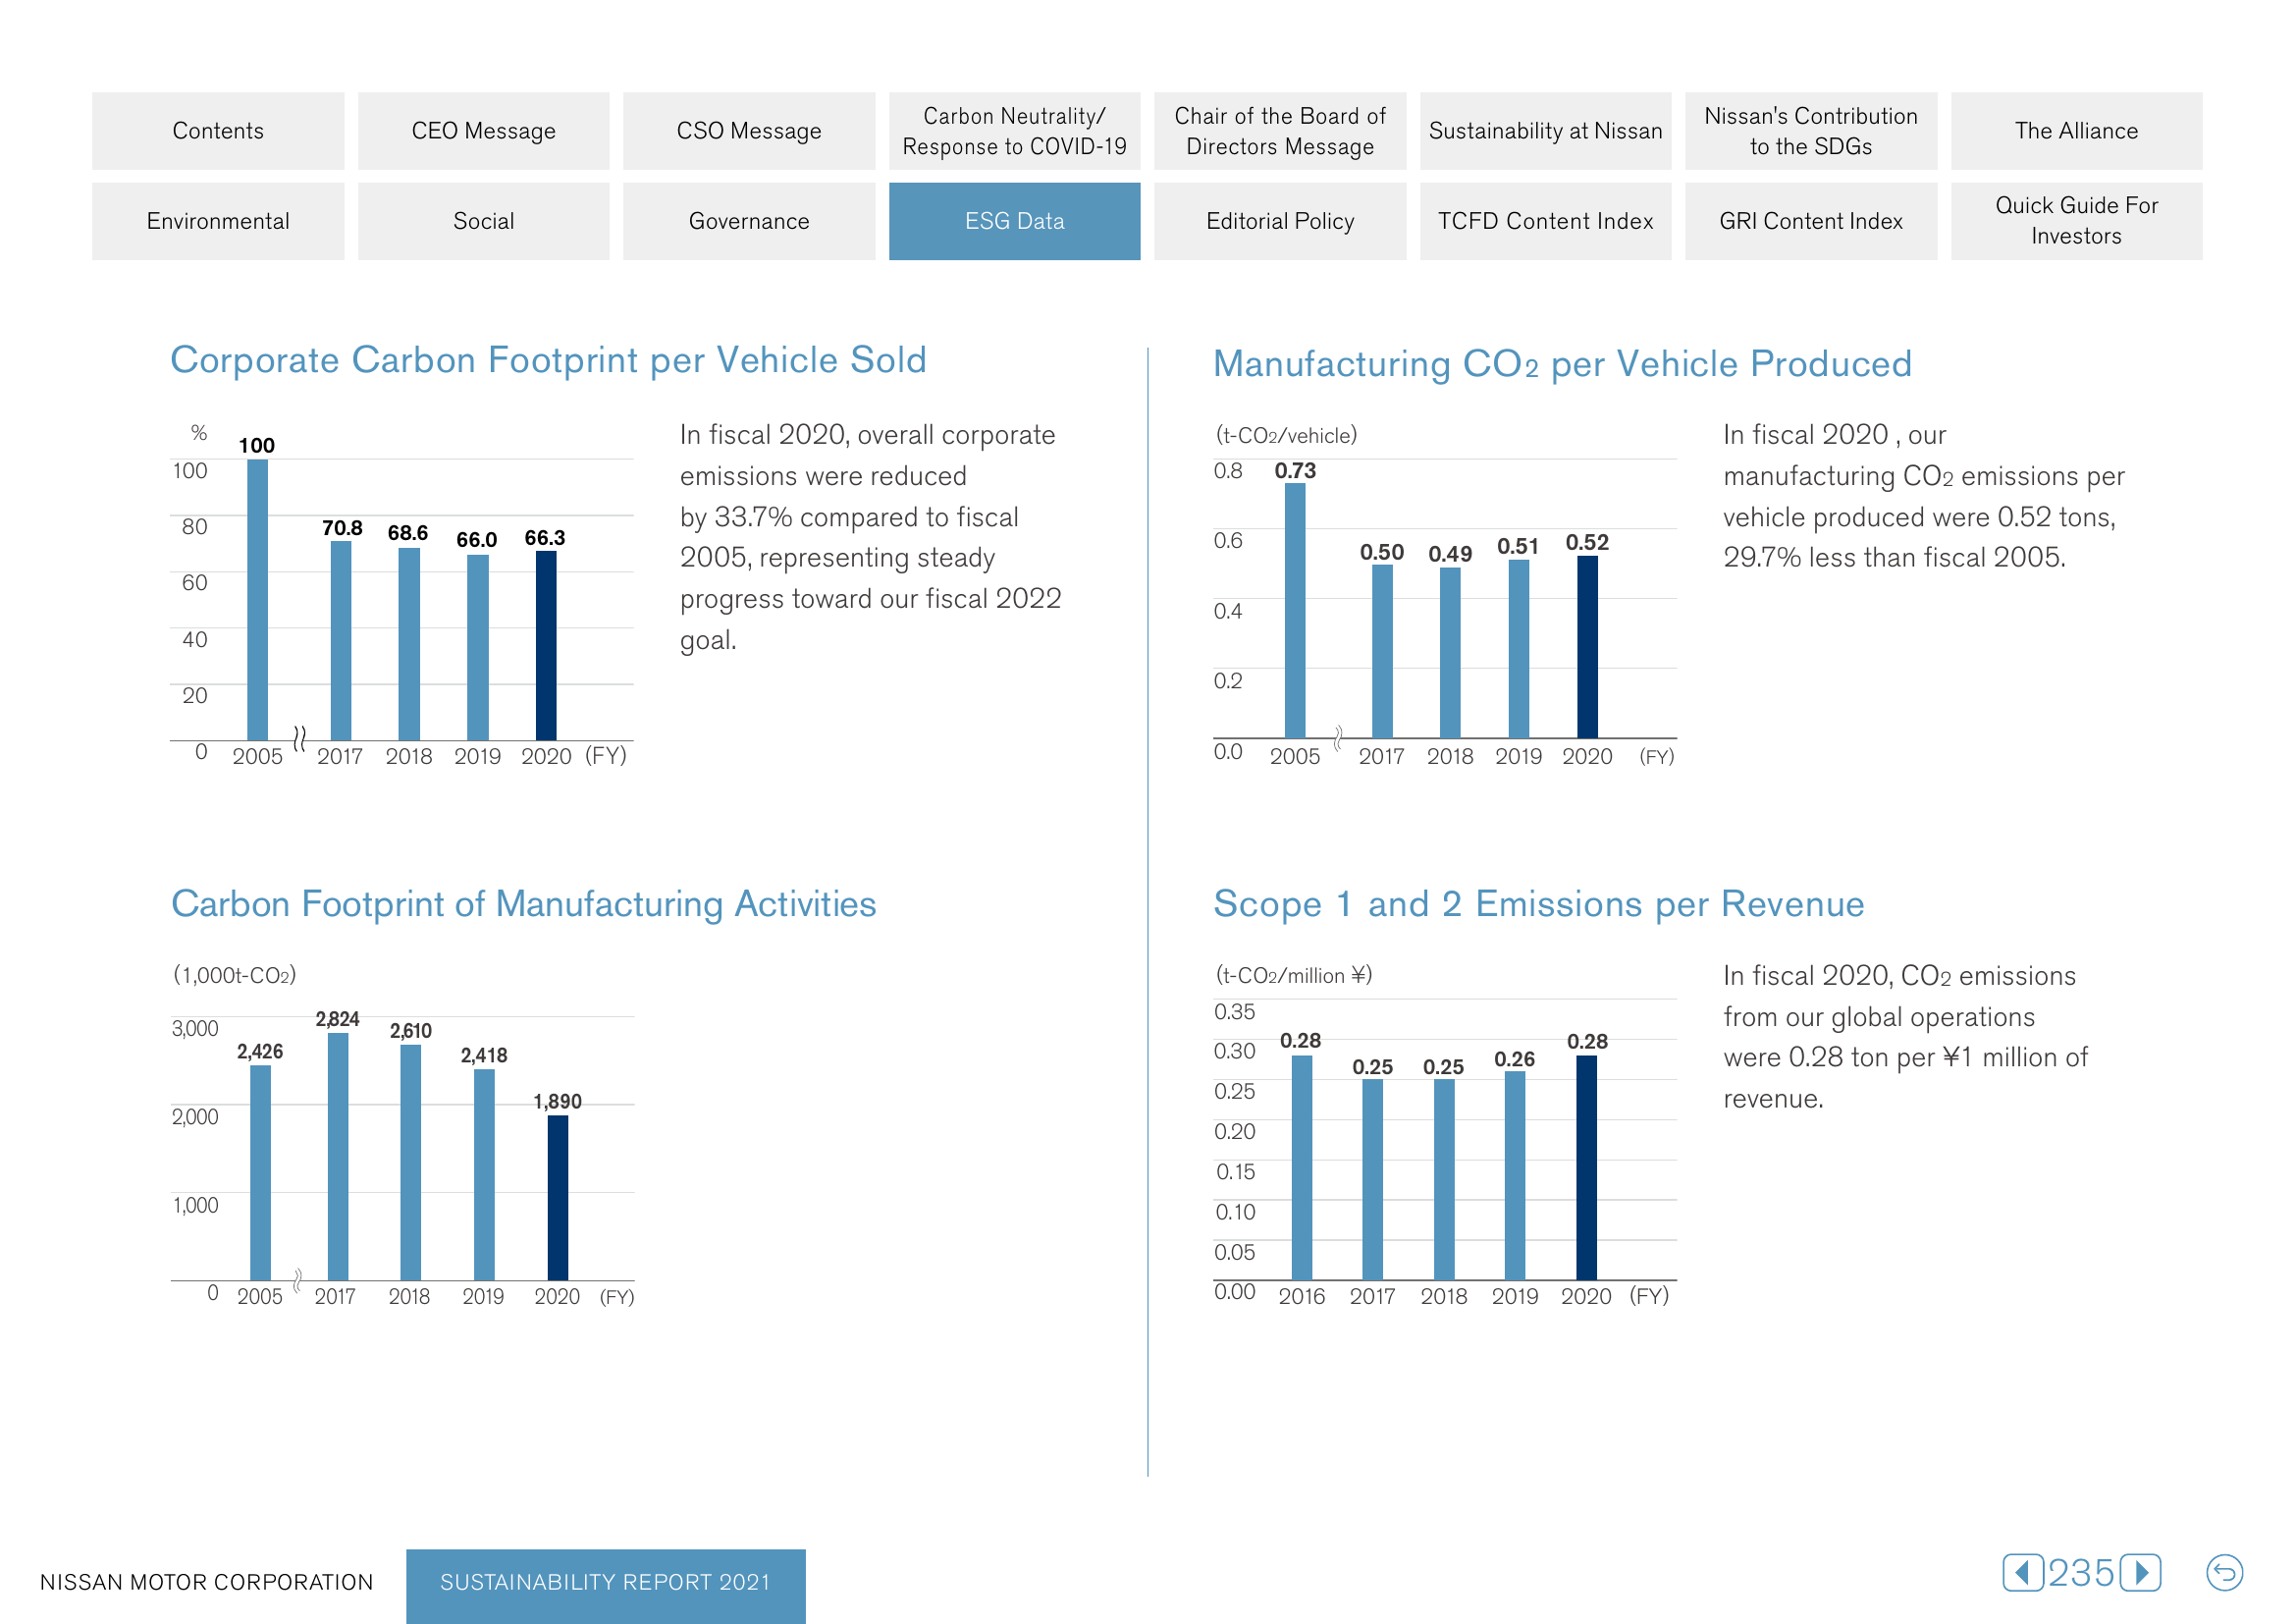 Contents
CEO Message
CSO Message
Carbon Neutrality/
Response to COVID-19
Chair of the Board of
Directors Message
Sustainability at Nissan
Nissan's Contribution
to the SDGs
The Alliance
Environmental
Social
Governance
ESG Data
Editorial Policy
TCFD Content Index
GRI Content Index
Quick Guide For
Investors
Corporate Carbon Footprint per Vehicle Sold
%
100
80
60
40
20
0
100
70.8
68.6
66.0
66.3
2005 2017 2018 2019 2020 (FY)
In fiscal 2020, overall corporate
emissions were reduced
by 33.7% compared to fiscal
2005, representing steady
progress toward our fiscal 2022
goal.
Carbon Footprint of Manufacturing Activities
(1,000t-CO2)
3,000
2,000
1,000
0
2,426
2,824
2,610
2,418
1,890
2005 2017 2018 2019 2020 (FY)
Manufacturing CO2 per Vehicle Produced
(t-CO2/vehicle)
0.8
0.6
0.4
0.2
0.0
0.73
0.50
0.49
0.51
0.52
2005 2017 2018 2019 2020 (FY)
In fiscal 2020 , our
manufacturing CO2 emissions per
vehicle produced were 0.52 tons,
29.7% less than fiscal 2005.
Scope 1 and 2 Emissions per Revenue
(t-CO2/million ¥)
0.35
0.30
0.25
0.20
0.15
0.10
0.05
0.00
0.28
0.25
0.25
0.26
0.28
2016 2017 2018 2019 2020 (FY)
In fiscal 2020, CO2 emissions
from our global operations
were 0.28 ton per ¥1 million of
revenue.
NISSAN MOTOR CORPORATION
SUSTAINABILITY REPORT 2021
235